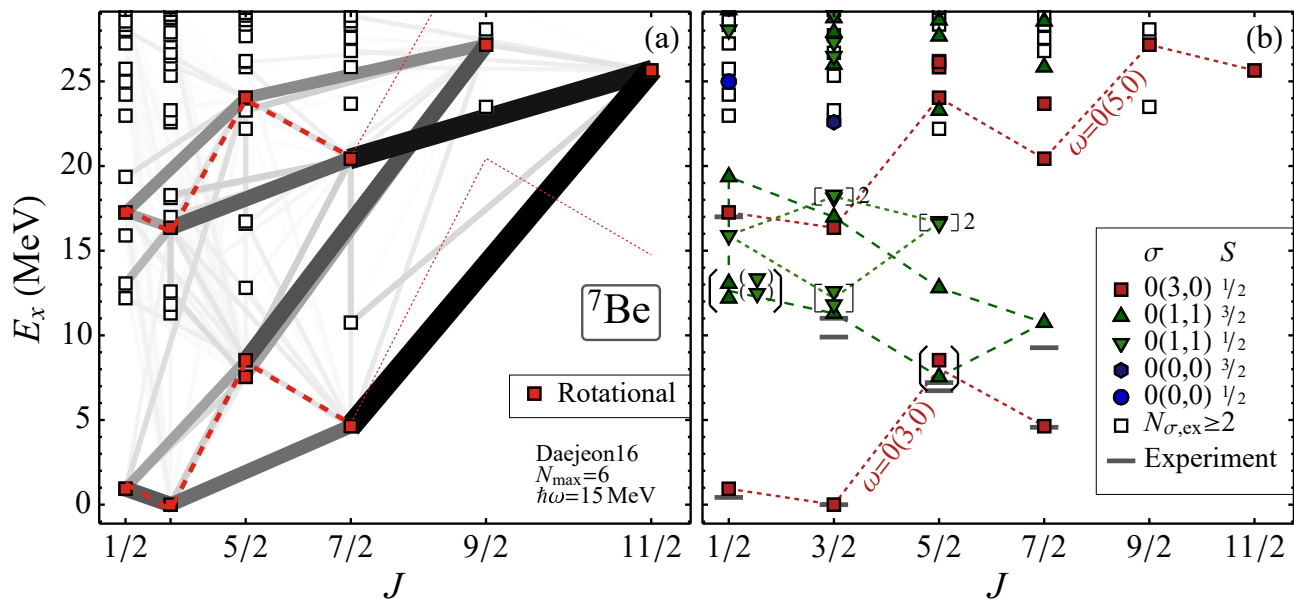 (a)
(b)
25
20
15
10
5
0
E_x (MeV)
⁷Be
Rotational
Daejeon16
N_max=6
ħω=15 MeV
1/2 5/2 7/2 9/2 11/2
J
ω=0(5,0)
ω=0(3,0)
2
2
σ S
0(3,0) 1/2
0(1,1) 3/2
0(1,1) 1/2
0(0,0) 3/2
0(0,0) 1/2
N_σ,ex≥2
Experiment
1/2 3/2 5/2 7/2 9/2 11/2
J